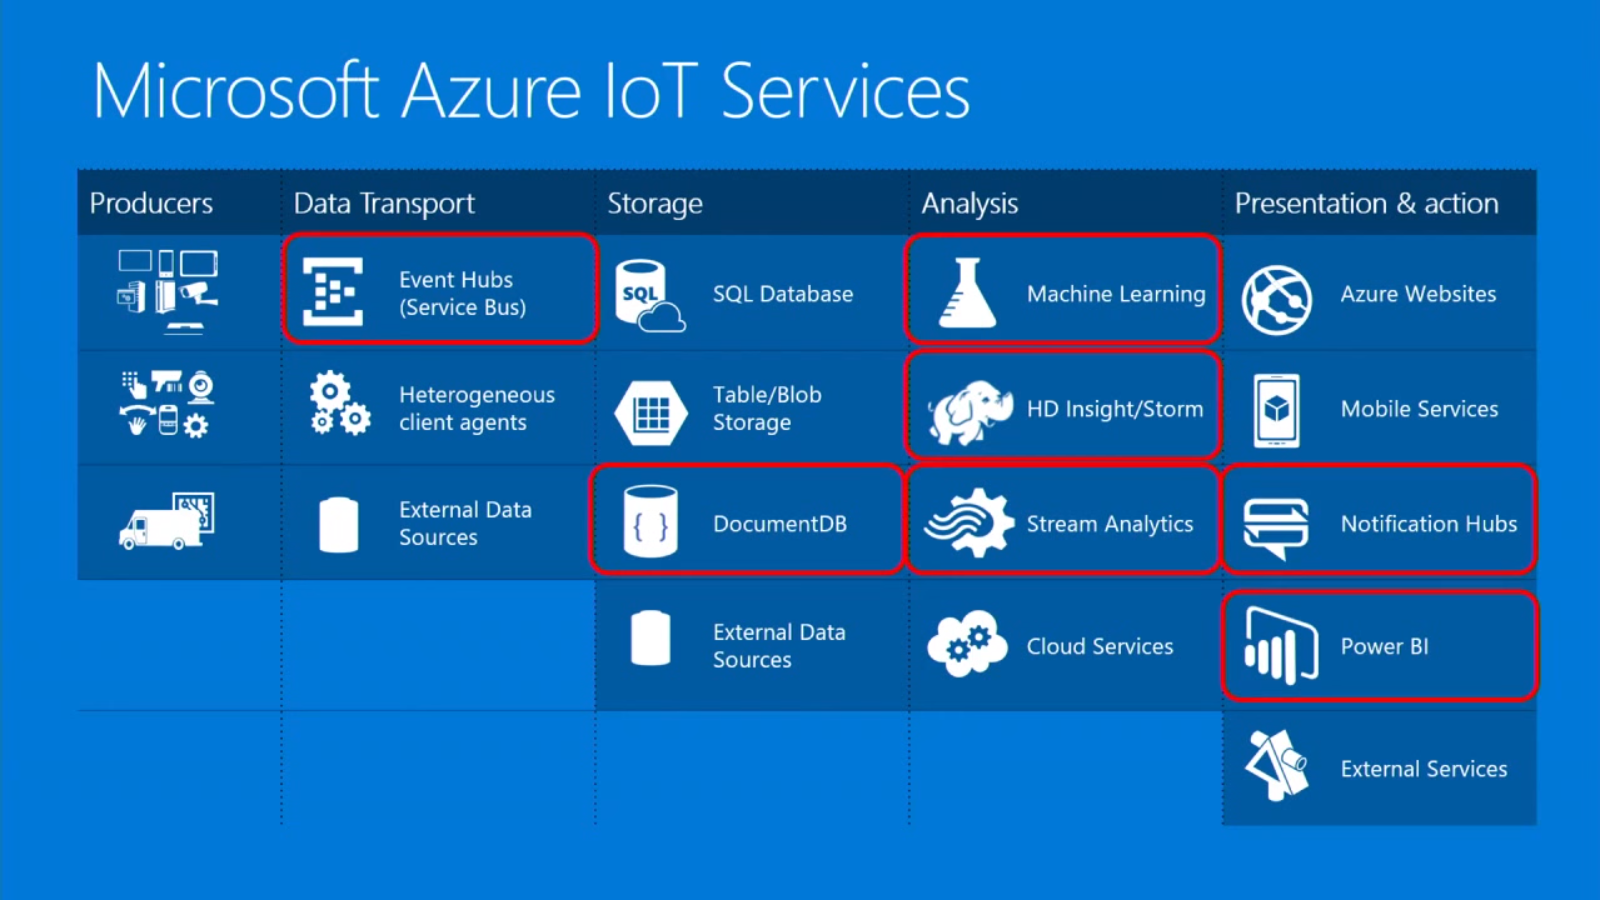 Microsoft Azure IoT Services
Producers
Data Transport
Storage
Analysis
Presentation & action
Event Hubs
(Service Bus)
SQL
SQL Database
Machine Learning
Azure Websites
Heterogeneous
client agents
Table/Blob
Storage
HD Insight/Storm
Mobile Services
External Data
Sources
{ }
DocumentDB
Stream Analytics
Notification Hubs
External Data
Sources
Cloud Services
Power BI
External Services